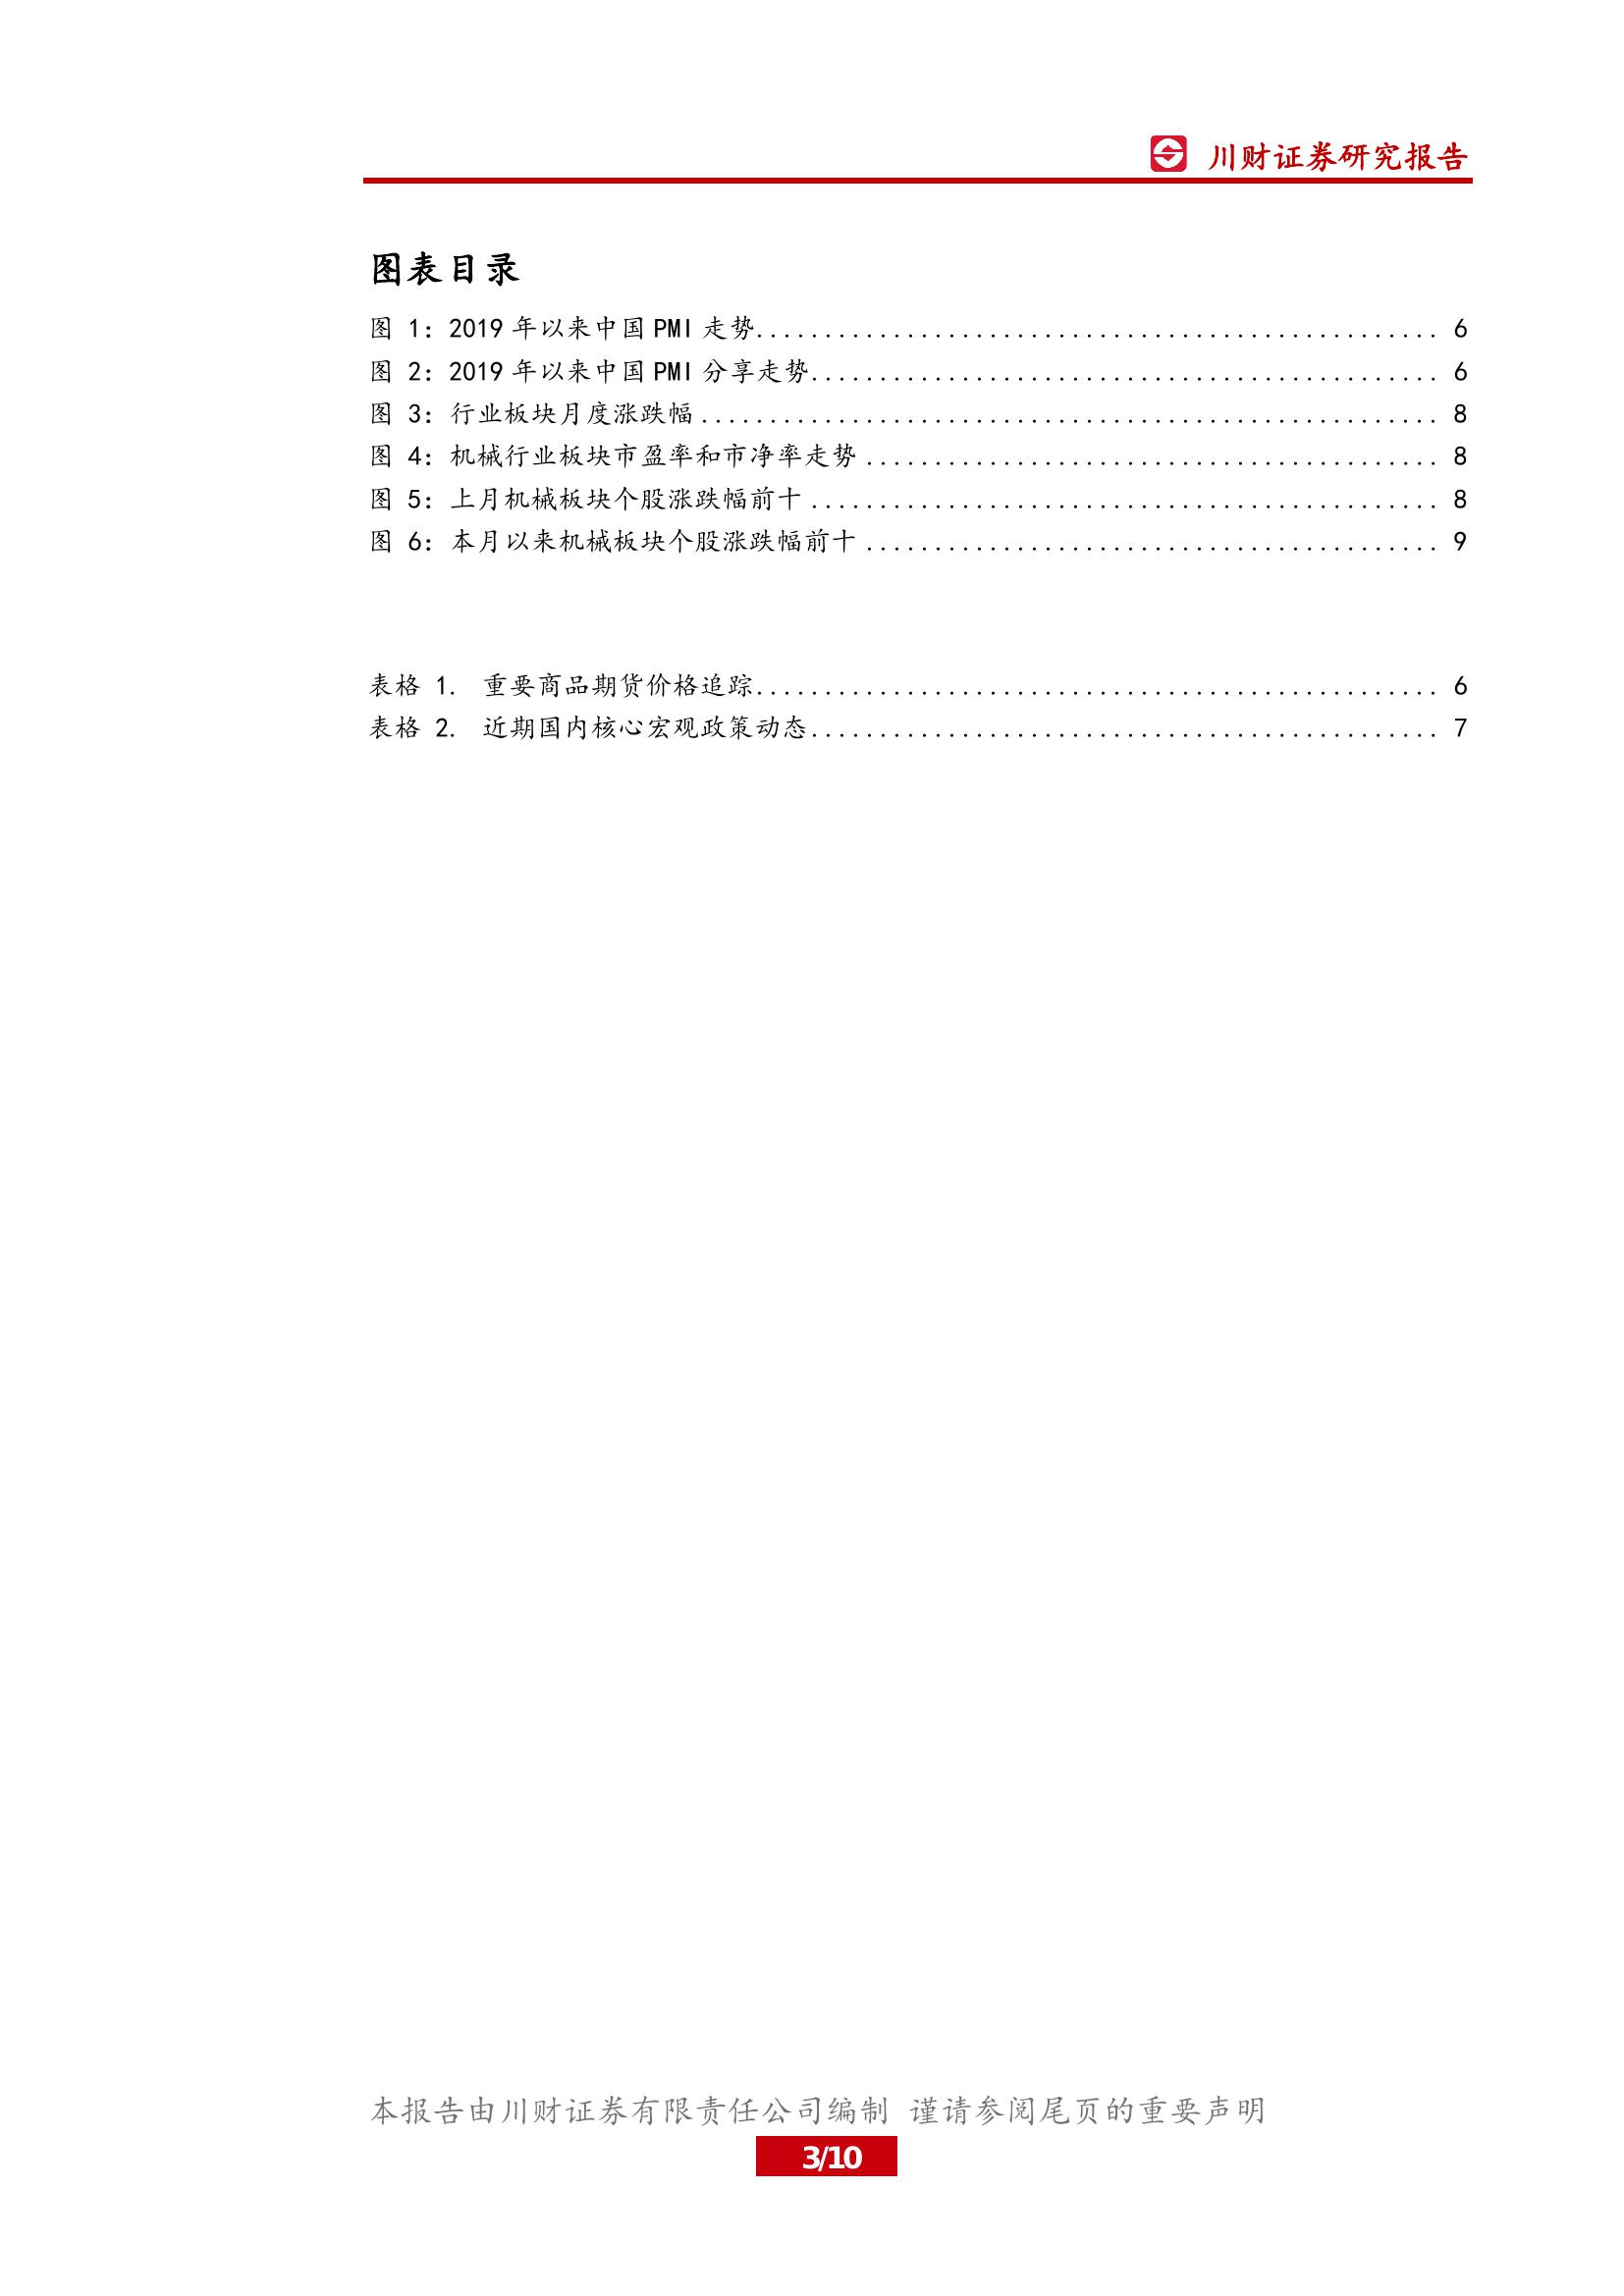 川财证券研究报告
图表目录
图 1：2019 年以来中国 PMI 走势.................................................. 6
图 2：2019 年以来中国 PMI 分享走势.............................................. 6
图 3：行业板块月度涨跌幅 ...................................................... 8
图 4：机械行业板块市盈率和市净率走势 .......................................... 8
图 5：上月机械板块个股涨跌幅前十 .............................................. 8
图 6：本月以来机械板块个股涨跌幅前十 .......................................... 9
表格 1. 重要商品期货价格追踪.................................................. 6
表格 2. 近期国内核心宏观政策动态.............................................. 7
本报告由川财证券有限责任公司编制 谨请参阅尾页的重要声明
3/10